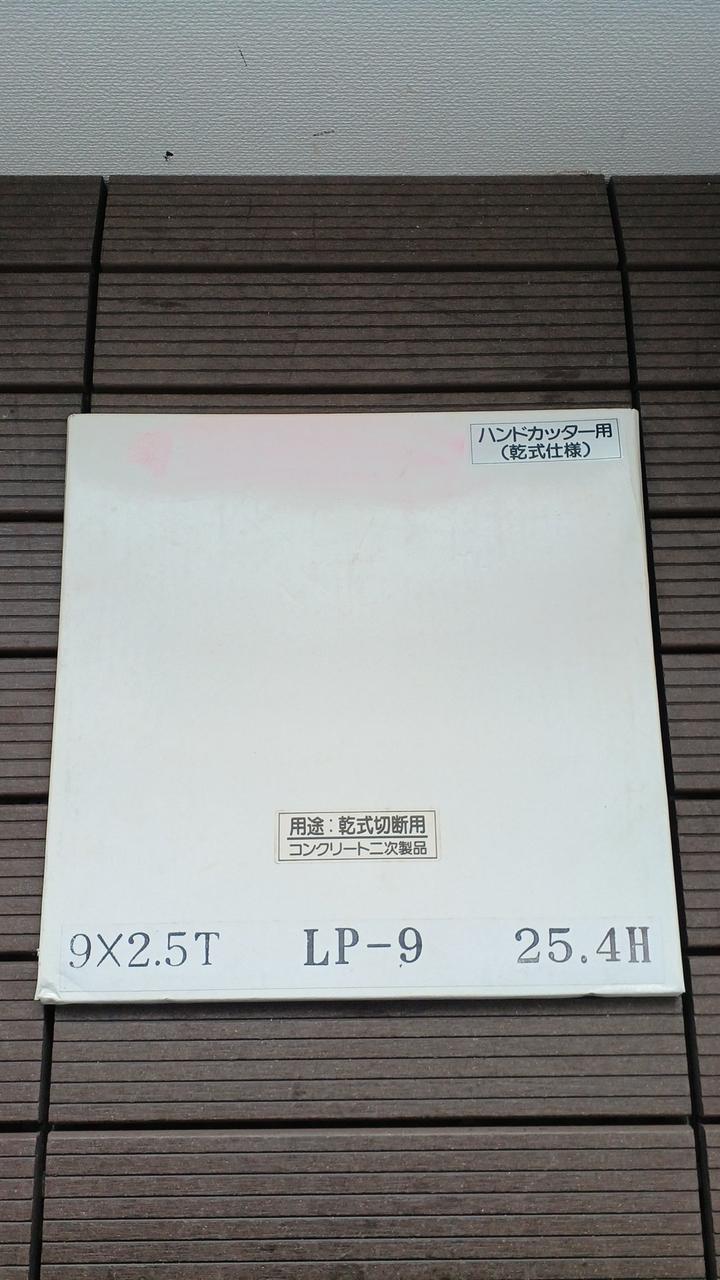 ハンドカッター用
(乾式仕様)
用途:乾式切断用
コンクリート二次製品
9X2.5T LP-9 25.4H